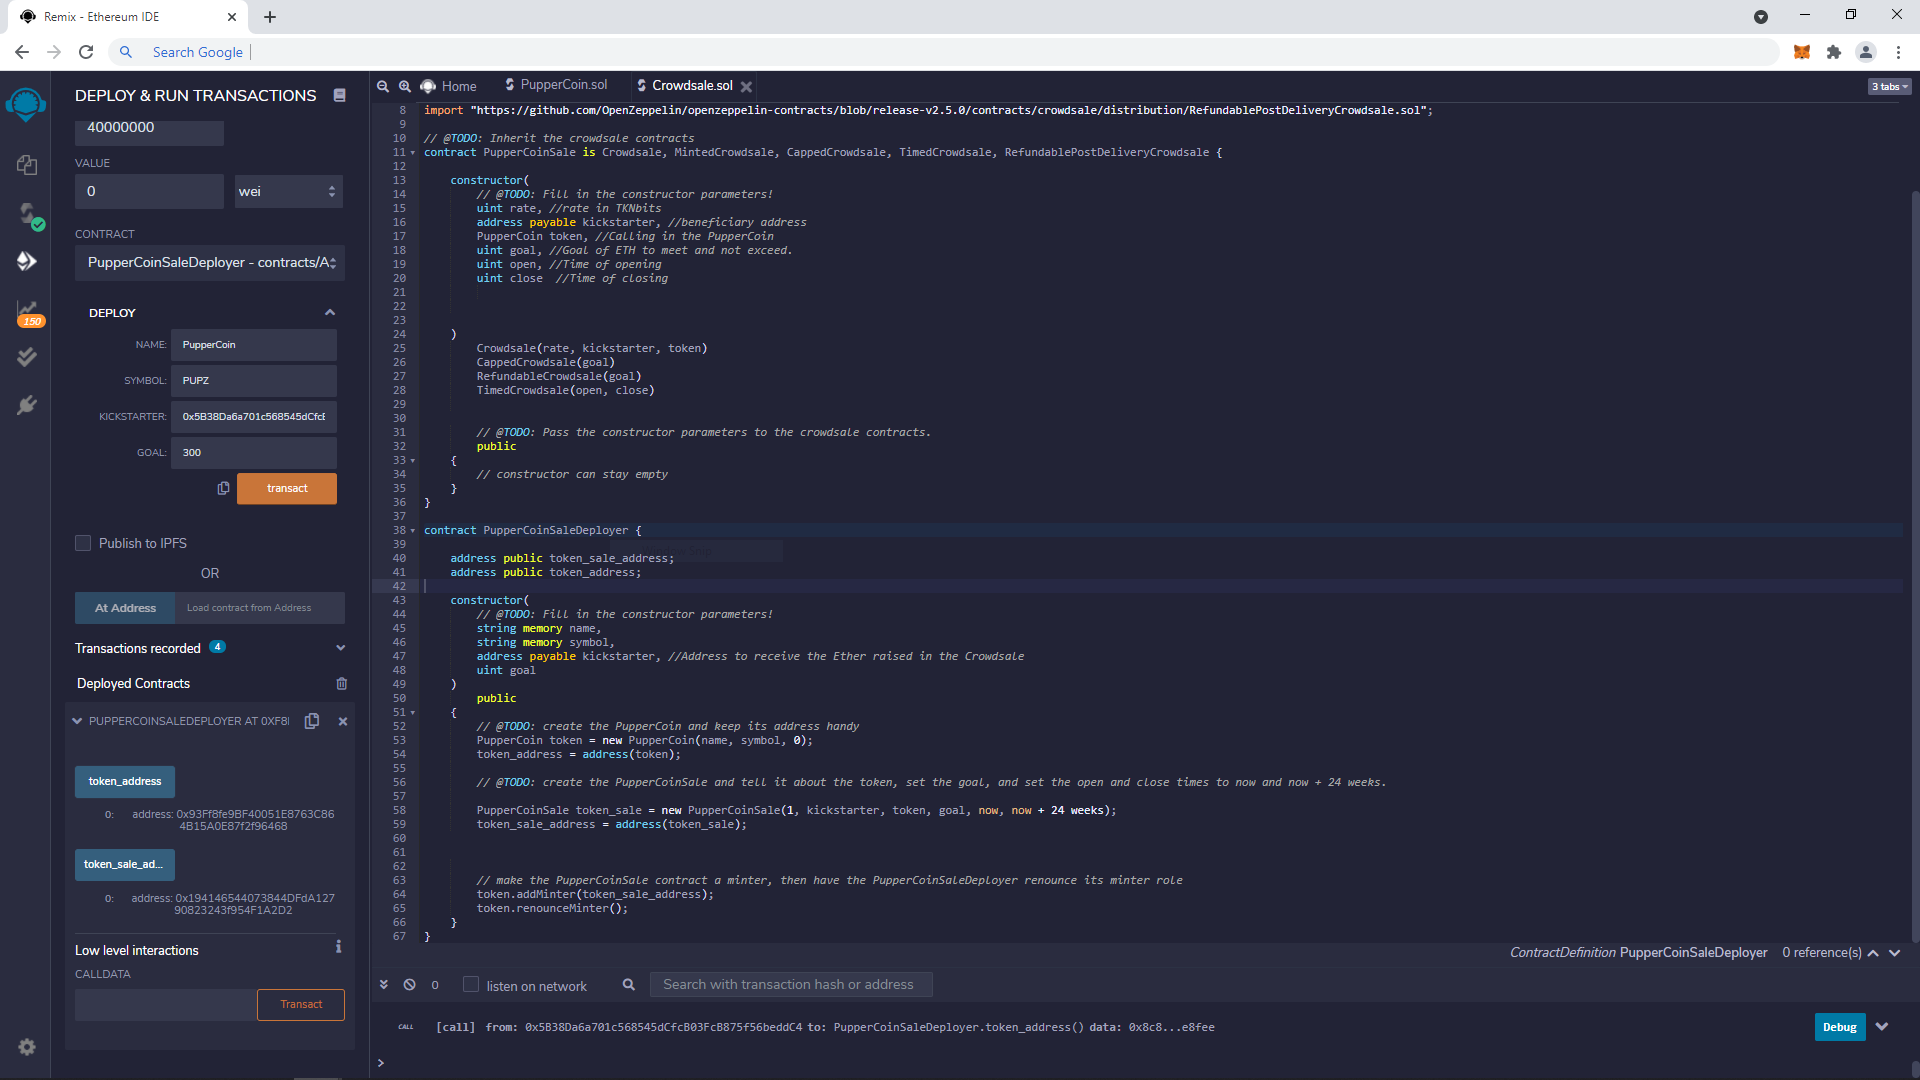 Remix - Ethereum IDE
Search Google
DEPLOY & RUN TRANSACTIONS
40000000
VALUE
0
wei
CONTRACT
PupperCoinSaleDeployer - contracts/A
DEPLOY
NAME: PupperCoin
SYMBOL: PUPZ
KICKSTARTER: 0x5B38Da6a701c568545dCfcB
GOAL: 300
transact
Publish to IPFS
OR
At Address
Load contract from Address
Transactions recorded 4
Deployed Contracts
PUPPERCOINSALEDEPLOYER AT 0XF8
token_address
0: address: 0x93Ff8fe9BF40051E8763C86
4B15A0E87f2f96468
token_sale_ad...
0: address: 0x194146544073844DFdA127
90823243f954F1A2D2
Low level interactions
CALLDATA
Transact
150
Home
PupperCoin.sol
Crowdsale.sol
3 tabs
8 import "https://github.com/OpenZeppelin/openzeppelin-contracts/blob/release-v2.5.0/contracts/crowdsale/distribution/RefundablePostDeliveryCrowdsale.sol";
9
10 // @TODO: Inherit the crowdsale contracts
11 contract PupperCoinSale is Crowdsale, MintedCrowdsale, CappedCrowdsale, TimedCrowdsale, RefundablePostDeliveryCrowdsale {
12
13 constructor(
14 // @TODO: Fill in the constructor parameters!
15 uint rate, //rate in TKNbits
16 address payable kickstarter, //beneficiary address
17 PupperCoin token, //Calling in the PupperCoin
18 uint goal, //Goal of ETH to meet and not exceed.
19 uint open, //Time of opening
20 uint close //Time of closing
21
22
23
24 )
25 Crowdsale(rate, kickstarter, token)
26 CappedCrowdsale(goal)
27 RefundableCrowdsale(goal)
28 TimedCrowdsale(open, close)
29
30
31 // @TODO: Pass the constructor parameters to the crowdsale contracts.
32 public
33 {
34 // constructor can stay empty
35 }
36 }
37
38 contract PupperCoinSaleDeployer {
39
40 address public token_sale_address;
41 address public token_address;
42
43 constructor(
44 // @TODO: Fill in the constructor parameters!
45 string memory name,
46 string memory symbol,
47 address payable kickstarter, //Address to receive the Ether raised in the Crowdsale
48 uint goal
49 )
50 public
51 {
52 // @TODO: create the PupperCoin and keep its address handy
53 PupperCoin token = new PupperCoin(name, symbol, 0);
54 token_address = address(token);
55
56 // @TODO: create the PupperCoinSale and tell it about the token, set the goal, and set the open and close times to now and now + 24 weeks.
57
58 PupperCoinSale token_sale = new PupperCoinSale(1, kickstarter, token, goal, now, now + 24 weeks);
59 token_sale_address = address(token_sale);
60
61
62
63 // make the PupperCoinSale contract a minter, then have the PupperCoinSaleDeployer renounce its minter role
64 token.addMinter(token_sale_address);
65 token.renounceMinter();
66 }
67 }
ContractDefinition PupperCoinSaleDeployer 0 reference(s)
0
listen on network
Search with transaction hash or address
CALL [call] from: 0x5B38Da6a701c568545dCfcB03FcB875f56beddC4 to: PupperCoinSaleDeployer.token_address() data: 0x8c8...e8fee
Debug
>